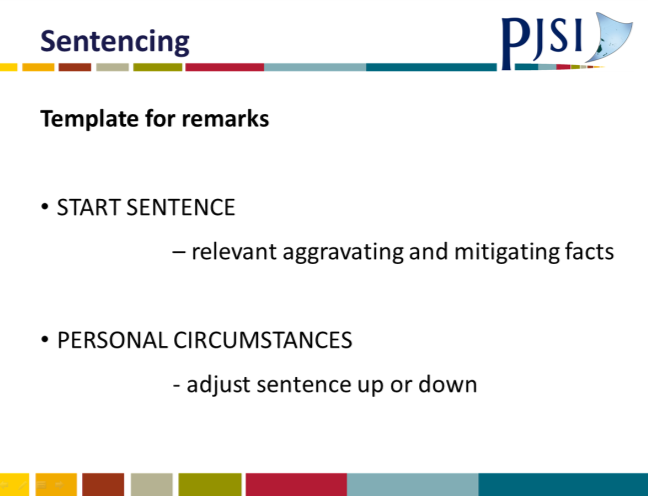 Sentencing
PJSI
Template for remarks
• START SENTENCE
– relevant aggravating and mitigating facts
• PERSONAL CIRCUMSTANCES
- adjust sentence up or down